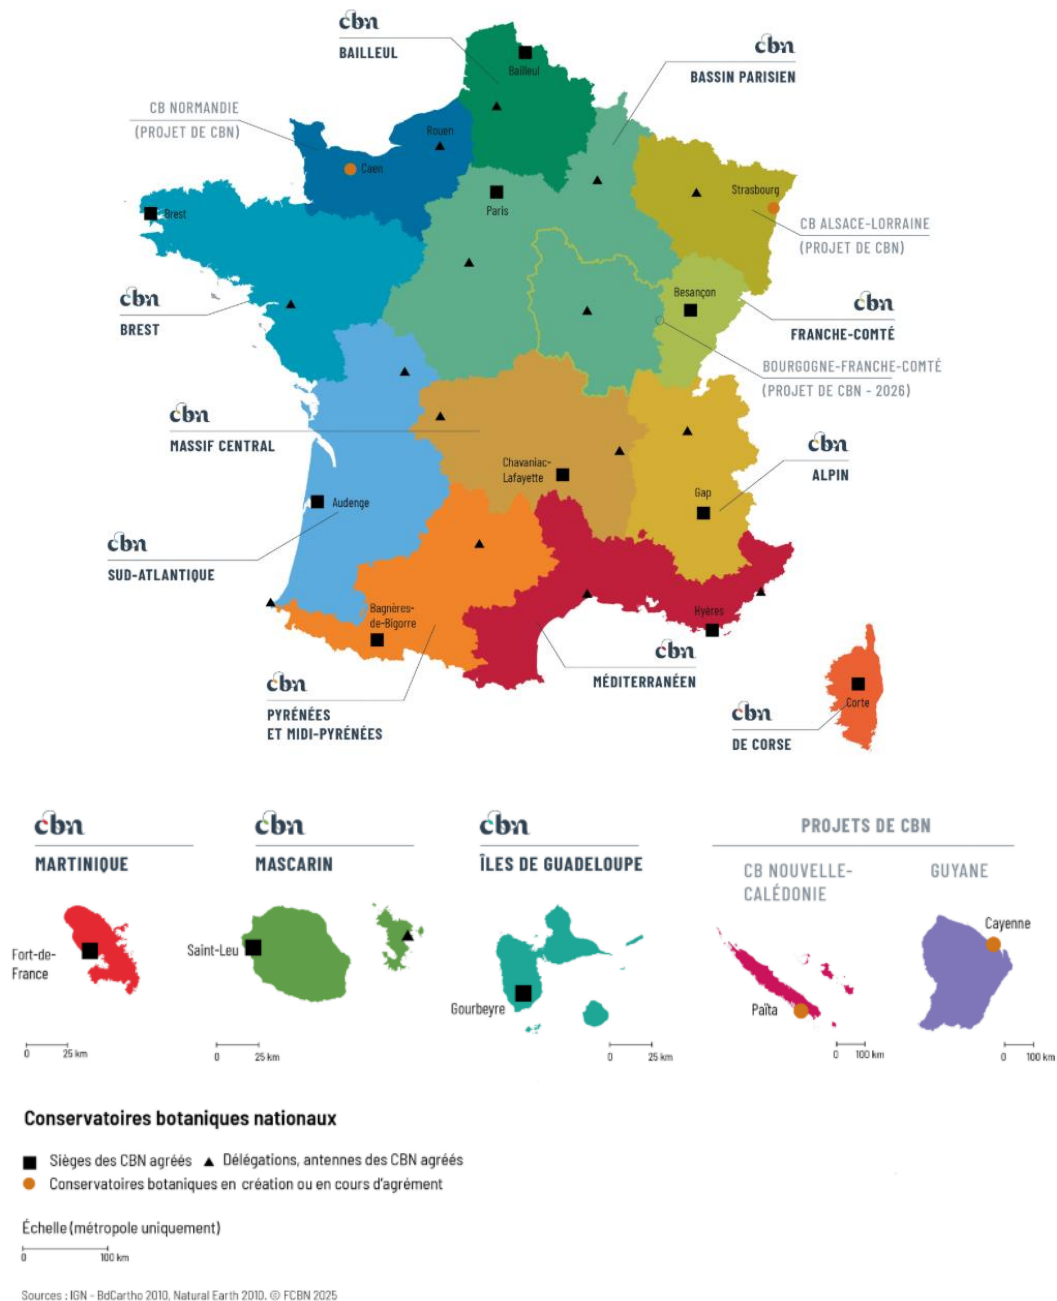 cbn
BAILLEUL
cbn
BASSIN PARISIEN
Bailleul
CB NORMANDIE
(PROJET DE CBN)
Rouen
Caen
Strasbourg
Paris
Brest
CB ALSACE-LORRAINE
(PROJET DE CBN)
cbn
BREST
Besançon
cbn
FRANCHE-COMTÉ
BOURGOGNE-FRANCHE-COMTÉ
(PROJET DE CBN - 2026)
cbn
MASSIF CENTRAL
cbn
ALPIN
Chavaniac-
Lafayette
Gap
Audenge
cbn
SUD-ATLANTIQUE
Bagnères-
de-Bigorre
Hyères
cbn
MÉDITERRANÉEN
cbn
PYRÉNÉES
ET MIDI-PYRÉNÉES
cbn
DE CORSE
Corte
cbn
MARTINIQUE
cbn
MASCARIN
cbn
ÎLES DE GUADELOUPE
PROJETS DE CBN
CB NOUVELLE-
CALÉDONIE
GUYANE
Fort-de-
France
Saint-Leu
Gourbeyre
Païta
Cayenne
0 25 km
0 25 km
0 25 km
0 100 km
0 100 km
Conservatoires botaniques nationaux
Sièges des CBN agréés
Délégations, antennes des CBN agréés
Conservatoires botaniques en création ou en cours d'agrément
Échelle (métropole uniquement)
0 100 km
Sources : IGN - BdCartho 2010, Natural Earth 2010. © FCBN 2025